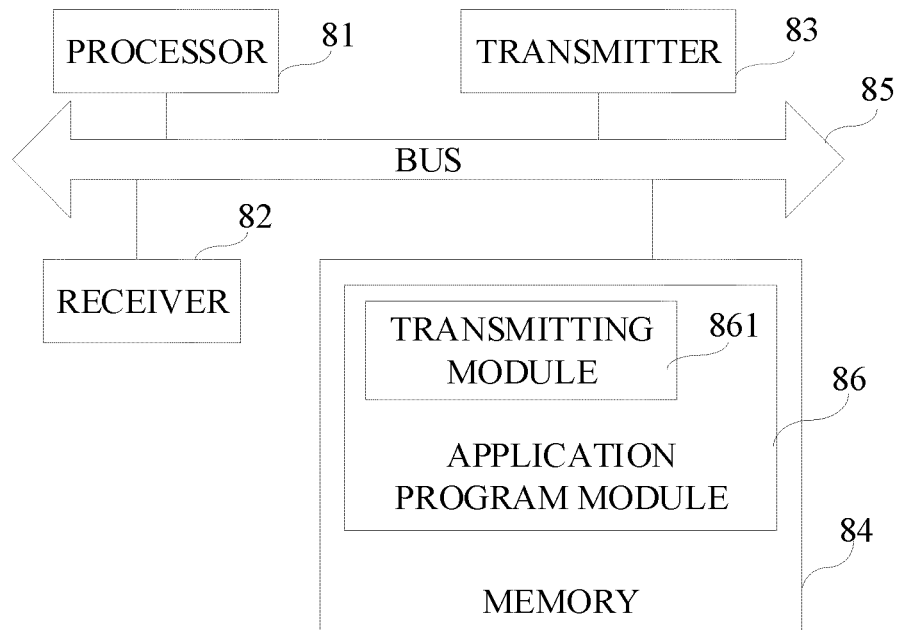 PROCESSOR
81
TRANSMITTER
83
85
BUS
82
RECEIVER
TRANSMITTING
MODULE
861
86
APPLICATION
PROGRAM MODULE
84
MEMORY